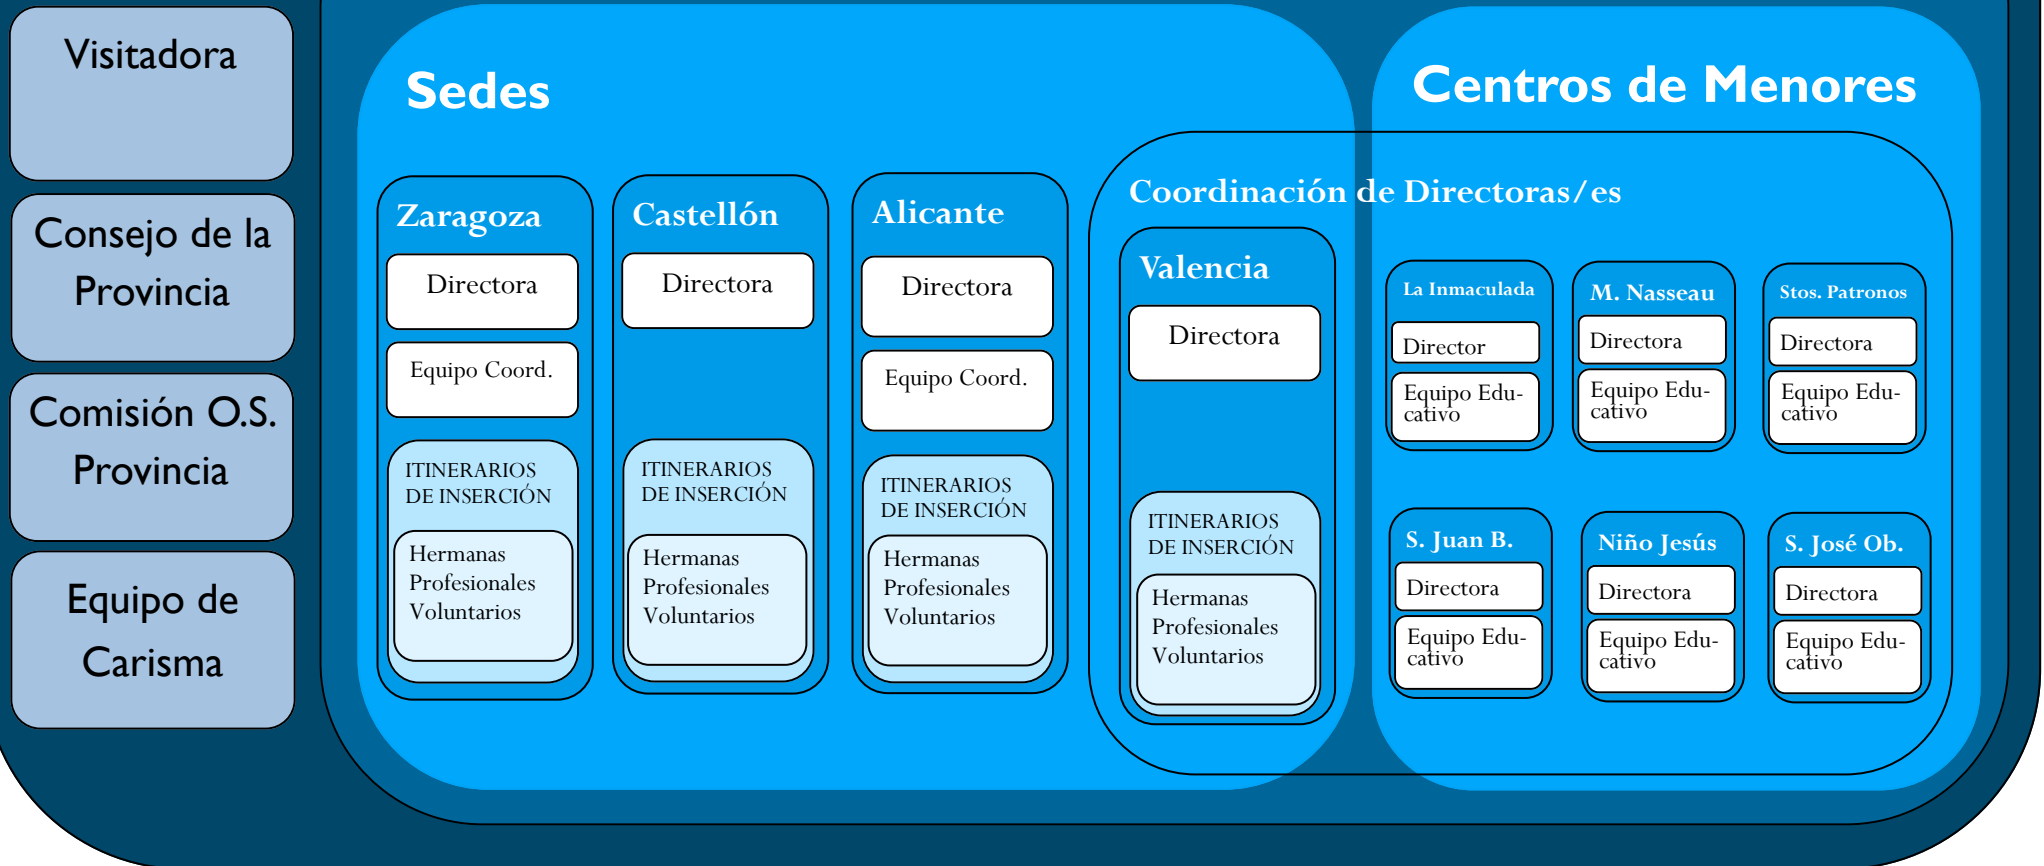 Visitadora
Consejo de la
Provincia
Comisión O.S.
Provincia
Equipo de
Carisma
Sedes
Zaragoza
Directora
Equipo Coord.
ITINERARIOS
DE INSERCIÓN
Hermanas
Profesionales
Voluntarios
Castellón
Directora
ITINERARIOS
DE INSERCIÓN
Hermanas
Profesionales
Voluntarios
Alicante
Directora
Equipo Coord.
ITINERARIOS
DE INSERCIÓN
Hermanas
Profesionales
Voluntarios
Centros de Menores
Coordinación de Directoras/es
Valencia
Directora
ITINERARIOS
DE INSERCIÓN
Hermanas
Profesionales
Voluntarios
La Inmaculada
Director
Equipo Edu-
cativo
M. Nasseau
Directora
Equipo Edu-
cativo
Stos. Patronos
Directora
Equipo Edu-
cativo
S. Juan B.
Directora
Equipo Edu-
cativo
Niño Jesús
Directora
Equipo Edu-
cativo
S. José Ob.
Directora
Equipo Edu-
cativo